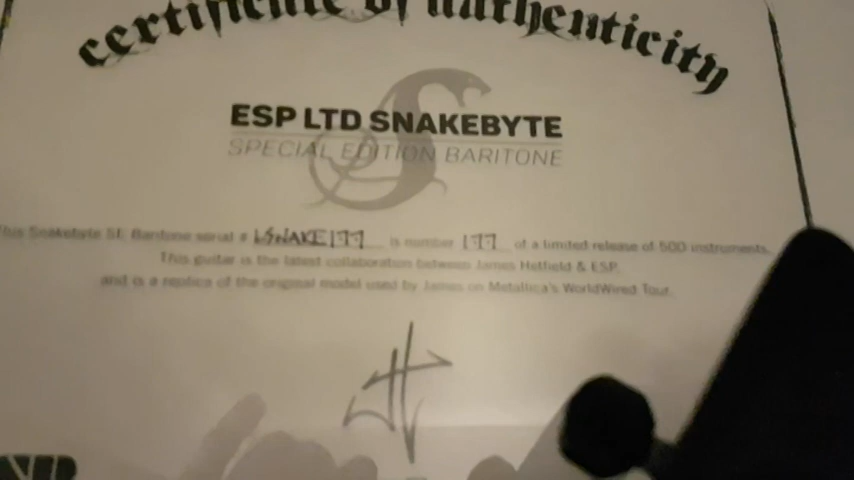 certificate of authenticity
ESP LTD SNAKEBYTE
SPECIAL EDITION BARITONE
This Snakebyte SE Baritone serial # LSNAKE177 is number 177 of a limited release of 500 instruments.
This guitar is the latest collaboration between James Hetfield & ESP,
and is a replica of the original model used by James on Metallica's WorldWired Tour.